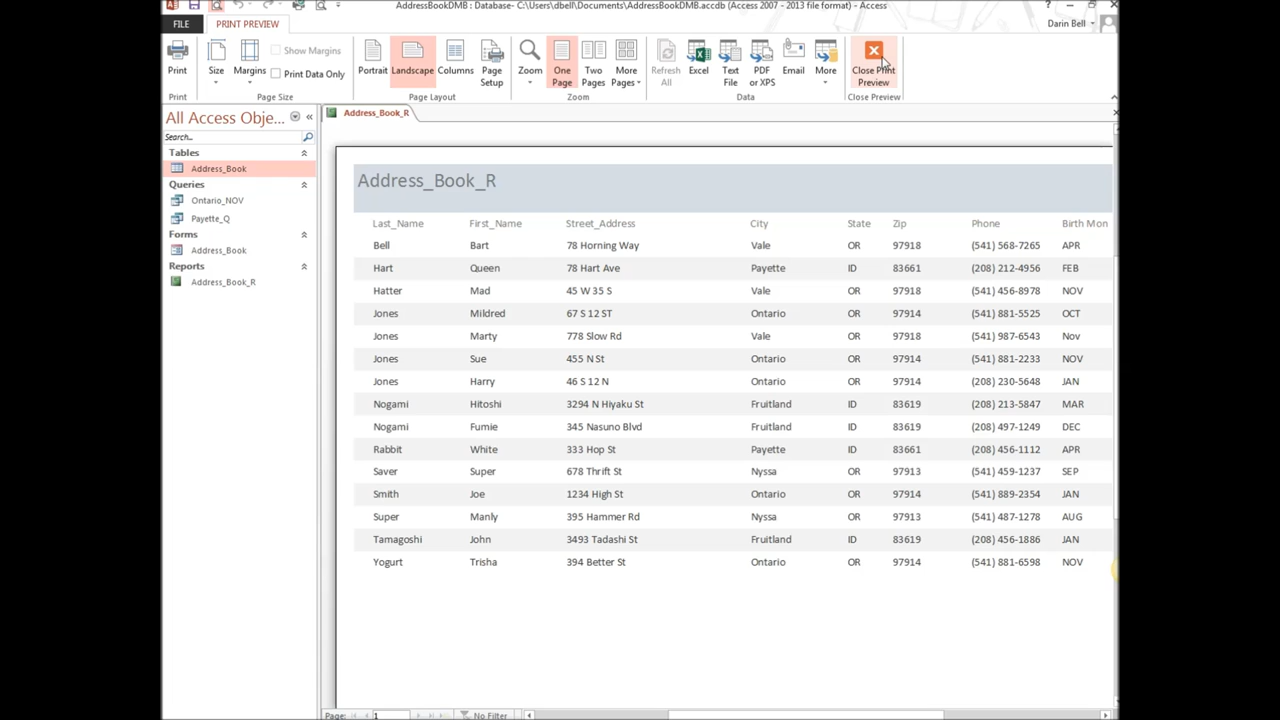 AddressBookDMB : Database- C:\Users\dbell\Documents\AddressBookDMB.accdb (Access 2007 - 2013 file format) - Access
FILE PRINT PREVIEW
Darin Bell
Print
Size
Margins
Show Margins
Print Data Only
Portrait
Landscape
Columns
Page Setup
Zoom
One Page
Two Pages
More Pages
Refresh All
Excel
Text File
PDF or XPS
Email
More
Close Print Preview
Print Page Size Page Layout Zoom Data Close Preview
All Access Obje...
Search...
Tables
Address_Book
Queries
Ontario_NOV
Payette_Q
Forms
Address_Book
Reports
Address_Book_R
Address_Book_R
Address_Book_R
Last_Name First_Name Street_Address City State Zip Phone Birth Mon
Bell Bart 78 Horning Way Vale OR 97918 (541) 568-7265 APR
Hart Queen 78 Hart Ave Payette ID 83661 (208) 212-4956 FEB
Hatter Mad 45 W 35 S Vale OR 97918 (541) 456-8978 NOV
Jones Mildred 67 S 12 ST Ontario OR 97914 (541) 881-5525 OCT
Jones Marty 778 Slow Rd Vale OR 97918 (541) 987-6543 Nov
Jones Sue 455 N St Ontario OR 97914 (541) 881-2233 NOV
Jones Harry 46 S 12 N Ontario OR 97914 (208) 230-5648 JAN
Nogami Hitoshi 3294 N Hiyaku St Fruitland ID 83619 (208) 213-5847 MAR
Nogami Fumie 345 Nasuno Blvd Fruitland ID 83619 (208) 497-1249 DEC
Rabbit White 333 Hop St Payette ID 83661 (208) 456-1112 APR
Saver Super 678 Thrift St Nyssa OR 97913 (541) 459-1237 SEP
Smith Joe 1234 High St Ontario OR 97914 (541) 889-2354 JAN
Super Manly 395 Hammer Rd Nyssa OR 97913 (541) 487-1278 AUG
Tamagoshi John 3493 Tadashi St Fruitland ID 83619 (208) 456-1886 JAN
Yogurt Trisha 394 Better St Ontario OR 97914 (541) 881-6598 NOV
Page: 1 No Filter